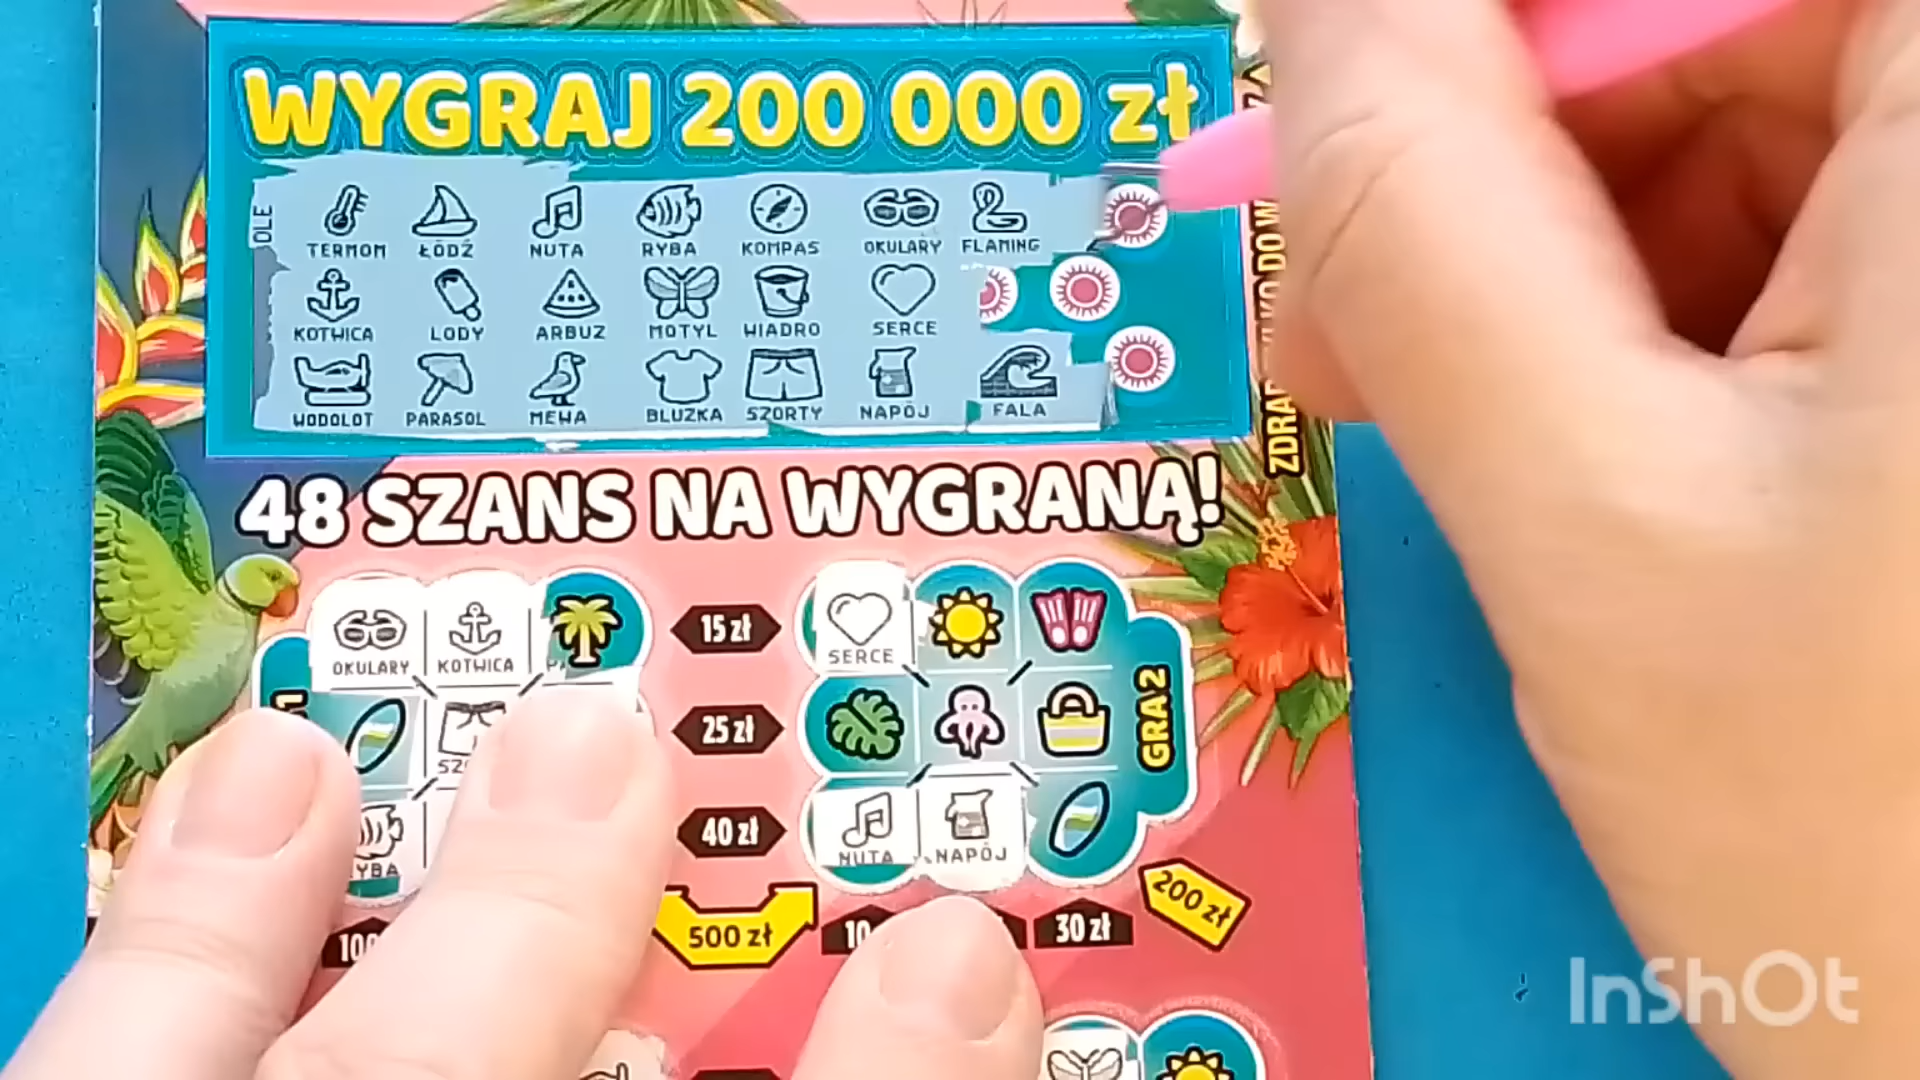 WYGRAJ 200 000 zł
OLE
TERMOM ŁÓDŹ NUTA RYBA KOMPAS OKULARY FLAMING
KOTWICA LODY ARBUZ MOTYL WIADRO SERCE
WODOLOT PARASOL MEWA BLUZKA SZORTY NAPÓJ FALA
48 SZANS NA WYGRANĄ!
OKULARY KOTWICA
15 zł
SERCE
25 zł
GRA 2
40 zł
NUTA NAPÓJ
500 zł
30 zł
200 zł
InShOt